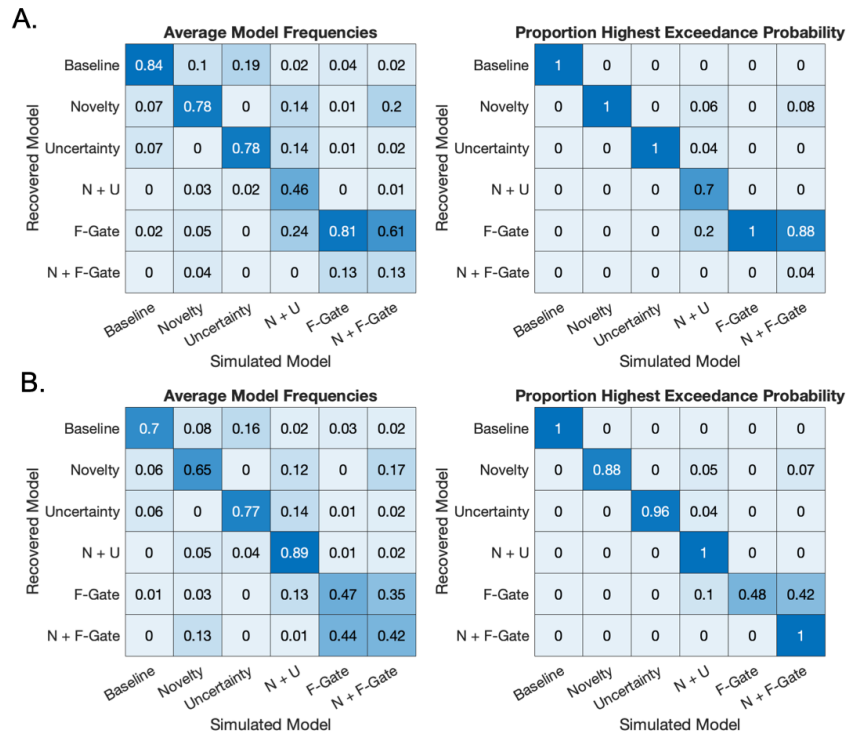 A.
Average Model Frequencies
Proportion Highest Exceedance Probability
Recovered Model
Baseline 0.84 0.1 0.19 0.02 0.04 0.02
Novelty 0.07 0.78 0 0.14 0.01 0.2
Uncertainty 0.07 0 0.78 0.14 0.01 0.02
N + U 0 0.03 0.02 0.46 0 0.01
F-Gate 0.02 0.05 0 0.24 0.81 0.61
N + F-Gate 0 0.04 0 0 0.13 0.13
Baseline Novelty Uncertainty N + U F-Gate N + F-Gate
Simulated Model
Recovered Model
Baseline 1 0 0 0 0 0
Novelty 0 1 0 0.06 0 0.08
Uncertainty 0 0 1 0.04 0 0
N + U 0 0 0 0.7 0 0
F-Gate 0 0 0 0.2 1 0.88
N + F-Gate 0 0 0 0 0 0.04
Baseline Novelty Uncertainty N + U F-Gate N + F-Gate
Simulated Model
B.
Average Model Frequencies
Proportion Highest Exceedance Probability
Recovered Model
Baseline 0.7 0.08 0.16 0.02 0.03 0.02
Novelty 0.06 0.65 0 0.12 0 0.17
Uncertainty 0.06 0 0.77 0.14 0.01 0.02
N + U 0 0.05 0.04 0.89 0.01 0.02
F-Gate 0.01 0.03 0 0.13 0.47 0.35
N + F-Gate 0 0.13 0 0.01 0.44 0.42
Baseline Novelty Uncertainty N + U F-Gate N + F-Gate
Simulated Model
Recovered Model
Baseline 1 0 0 0 0 0
Novelty 0 0.88 0 0.05 0 0.07
Uncertainty 0 0 0.96 0.04 0 0
N + U 0 0 0 1 0 0
F-Gate 0 0 0 0.1 0.48 0.42
N + F-Gate 0 0 0 0 0 1
Baseline Novelty Uncertainty N + U F-Gate N + F-Gate
Simulated Model